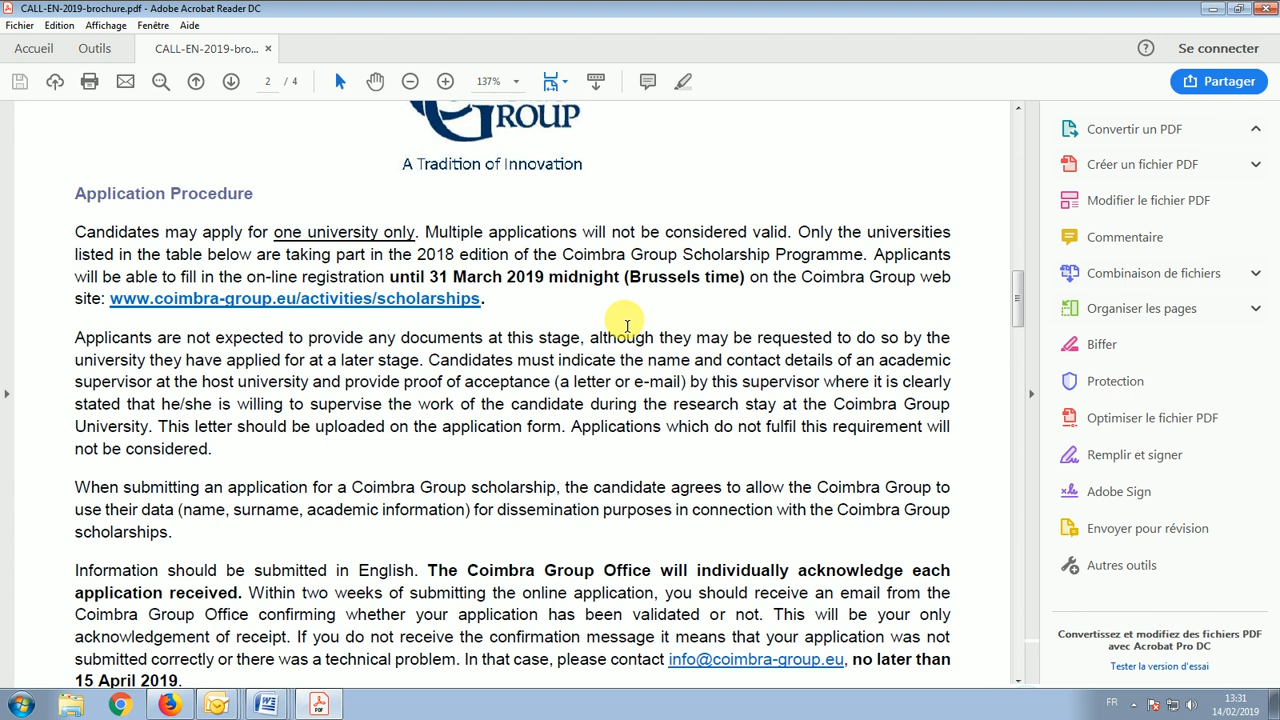 CALL-EN-2019-brochure.pdf - Adobe Acrobat Reader DC
Fichier Edition Affichage Fenêtre Aide
Accueil Outils CALL-EN-2019-bro... × ? Se connecter
2 / 4 137% Partager
GROUP
A Tradition of Innovation
Application Procedure
Candidates may apply for one university only. Multiple applications will not be considered valid. Only the universities
listed in the table below are taking part in the 2018 edition of the Coimbra Group Scholarship Programme. Applicants
will be able to fill in the on-line registration until 31 March 2019 midnight (Brussels time) on the Coimbra Group web
site: www.coimbra-group.eu/activities/scholarships.
Applicants are not expected to provide any documents at this stage, although they may be requested to do so by the
university they have applied for at a later stage. Candidates must indicate the name and contact details of an academic
supervisor at the host university and provide proof of acceptance (a letter or e-mail) by this supervisor where it is clearly
stated that he/she is willing to supervise the work of the candidate during the research stay at the Coimbra Group
University. This letter should be uploaded on the application form. Applications which do not fulfil this requirement will
not be considered.
When submitting an application for a Coimbra Group scholarship, the candidate agrees to allow the Coimbra Group to
use their data (name, surname, academic information) for dissemination purposes in connection with the Coimbra Group
scholarships.
Information should be submitted in English. The Coimbra Group Office will individually acknowledge each
application received. Within two weeks of submitting the online application, you should receive an email from the
Coimbra Group Office confirming whether your application has been validated or not. This will be your only
acknowledgement of receipt. If you do not receive the confirmation message it means that your application was not
submitted correctly or there was a technical problem. In that case, please contact info@coimbra-group.eu, no later than
15 April 2019.
Convertir un PDF
Créer un fichier PDF
Modifier le fichier PDF
Commentaire
Combinaison de fichiers
Organiser les pages
Biffer
Protection
Optimiser le fichier PDF
Remplir et signer
Adobe Sign
Envoyer pour révision
Autres outils
Convertissez et modifiez des fichiers PDF
avec Acrobat Pro DC
Tester la version d'essai
FR
13:31
14/02/2019